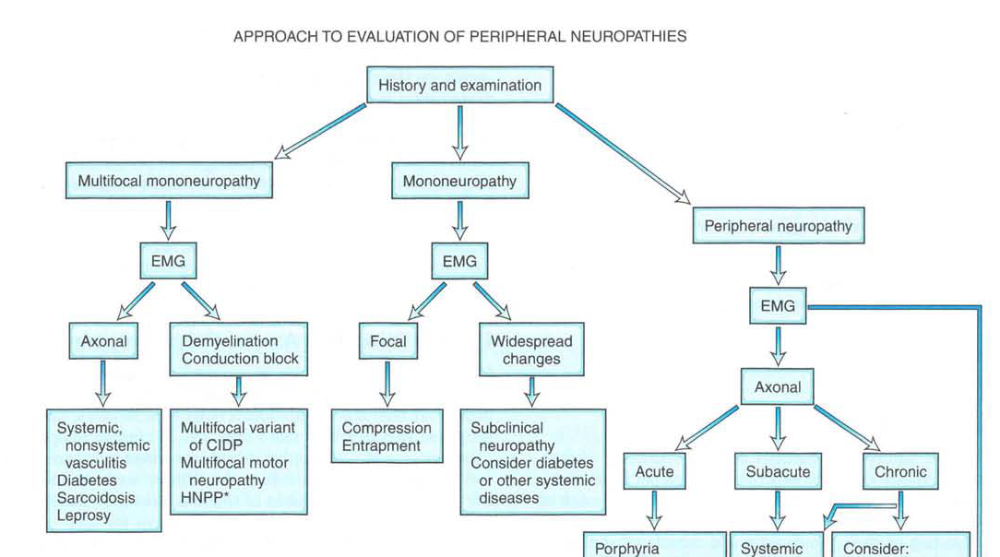 APPROACH TO EVALUATION OF PERIPHERAL NEUROPATHIES
History and examination
Multifocal mononeuropathy
Mononeuropathy
Peripheral neuropathy
EMG
EMG
EMG
Axonal
Demyelination
Conduction block
Focal
Widespread
changes
Axonal
Systemic,
nonsystemic
vasculitis
Diabetes
Sarcoidosis
Leprosy
Multifocal variant
of CIDP
Multifocal motor
neuropathy
HNPP*
Compression
Entrapment
Subclinical
neuropathy
Consider diabetes
or other systemic
diseases
Acute
Subacute
Chronic
Porphyria
Systemic
Consider: